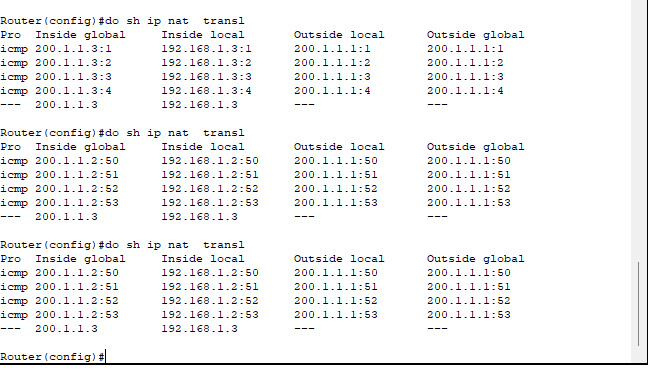 Router(config)#do sh ip nat  transl
Pro  Inside global     Inside local       Outside local      Outside global
icmp 200.1.1.3:1       192.168.1.3:1      200.1.1.1:1        200.1.1.1:1
icmp 200.1.1.3:2       192.168.1.3:2      200.1.1.1:2        200.1.1.1:2
icmp 200.1.1.3:3       192.168.1.3:3      200.1.1.1:3        200.1.1.1:3
icmp 200.1.1.3:4       192.168.1.3:4      200.1.1.1:4        200.1.1.1:4
---  200.1.1.3         192.168.1.3        ---                ---
Router(config)#do sh ip nat  transl
Pro  Inside global     Inside local       Outside local      Outside global
icmp 200.1.1.2:50      192.168.1.2:50     200.1.1.1:50       200.1.1.1:50
icmp 200.1.1.2:51      192.168.1.2:51     200.1.1.1:51       200.1.1.1:51
icmp 200.1.1.2:52      192.168.1.2:52     200.1.1.1:52       200.1.1.1:52
icmp 200.1.1.2:53      192.168.1.2:53     200.1.1.1:53       200.1.1.1:53
---  200.1.1.3         192.168.1.3        ---                ---
Router(config)#do sh ip nat  transl
Pro  Inside global     Inside local       Outside local      Outside global
icmp 200.1.1.2:50      192.168.1.2:50     200.1.1.1:50       200.1.1.1:50
icmp 200.1.1.2:51      192.168.1.2:51     200.1.1.1:51       200.1.1.1:51
icmp 200.1.1.2:52      192.168.1.2:52     200.1.1.1:52       200.1.1.1:52
icmp 200.1.1.2:53      192.168.1.2:53     200.1.1.1:53       200.1.1.1:53
---  200.1.1.3         192.168.1.3        ---                ---
Router(config)#